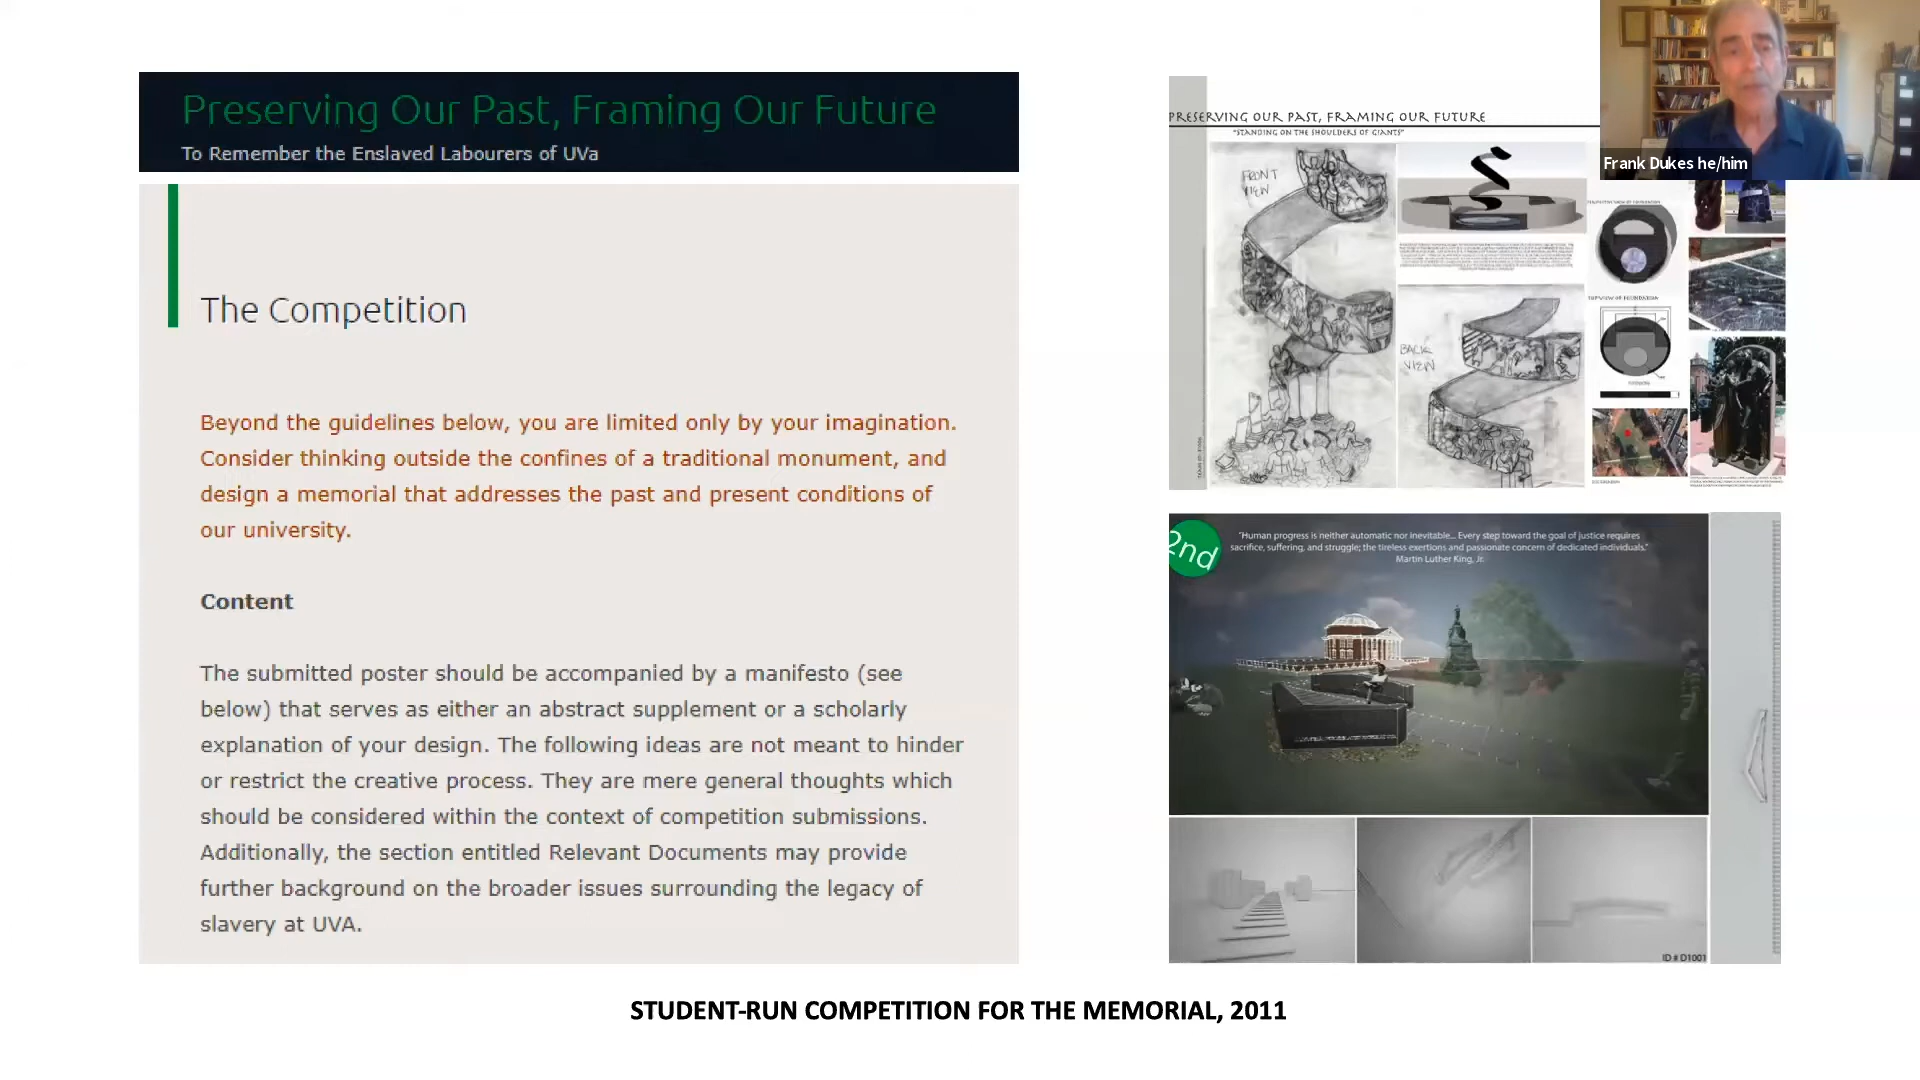 Preserving Our Past, Framing Our Future
To Remember the Enslaved Labourers of UVa
The Competition
Beyond the guidelines below, you are limited only by your imagination.
Consider thinking outside the confines of a traditional monument, and
design a memorial that addresses the past and present conditions of
our university.
Content
The submitted poster should be accompanied by a manifesto (see
below) that serves as either an abstract supplement or a scholarly
explanation of your design. The following ideas are not meant to hinder
or restrict the creative process. They are mere general thoughts which
should be considered within the context of competition submissions.
Additionally, the section entitled Relevant Documents may provide
further background on the broader issues surrounding the legacy of
slavery at UVA.
PRESERVING OUR PAST, FRAMING OUR FUTURE
"STANDING ON THE SHOULDERS OF GIANTS"
FRONT
VIEW
BACK
VIEW
Frank Dukes he/him
2nd
"Human progress is neither automatic nor inevitable... Every step toward the goal of justice requires
sacrifice, suffering, and struggle; the tireless exertions and passionate concern of dedicated individuals."
Martin Luther King, Jr.
ID # D1001
STUDENT-RUN COMPETITION FOR THE MEMORIAL, 2011